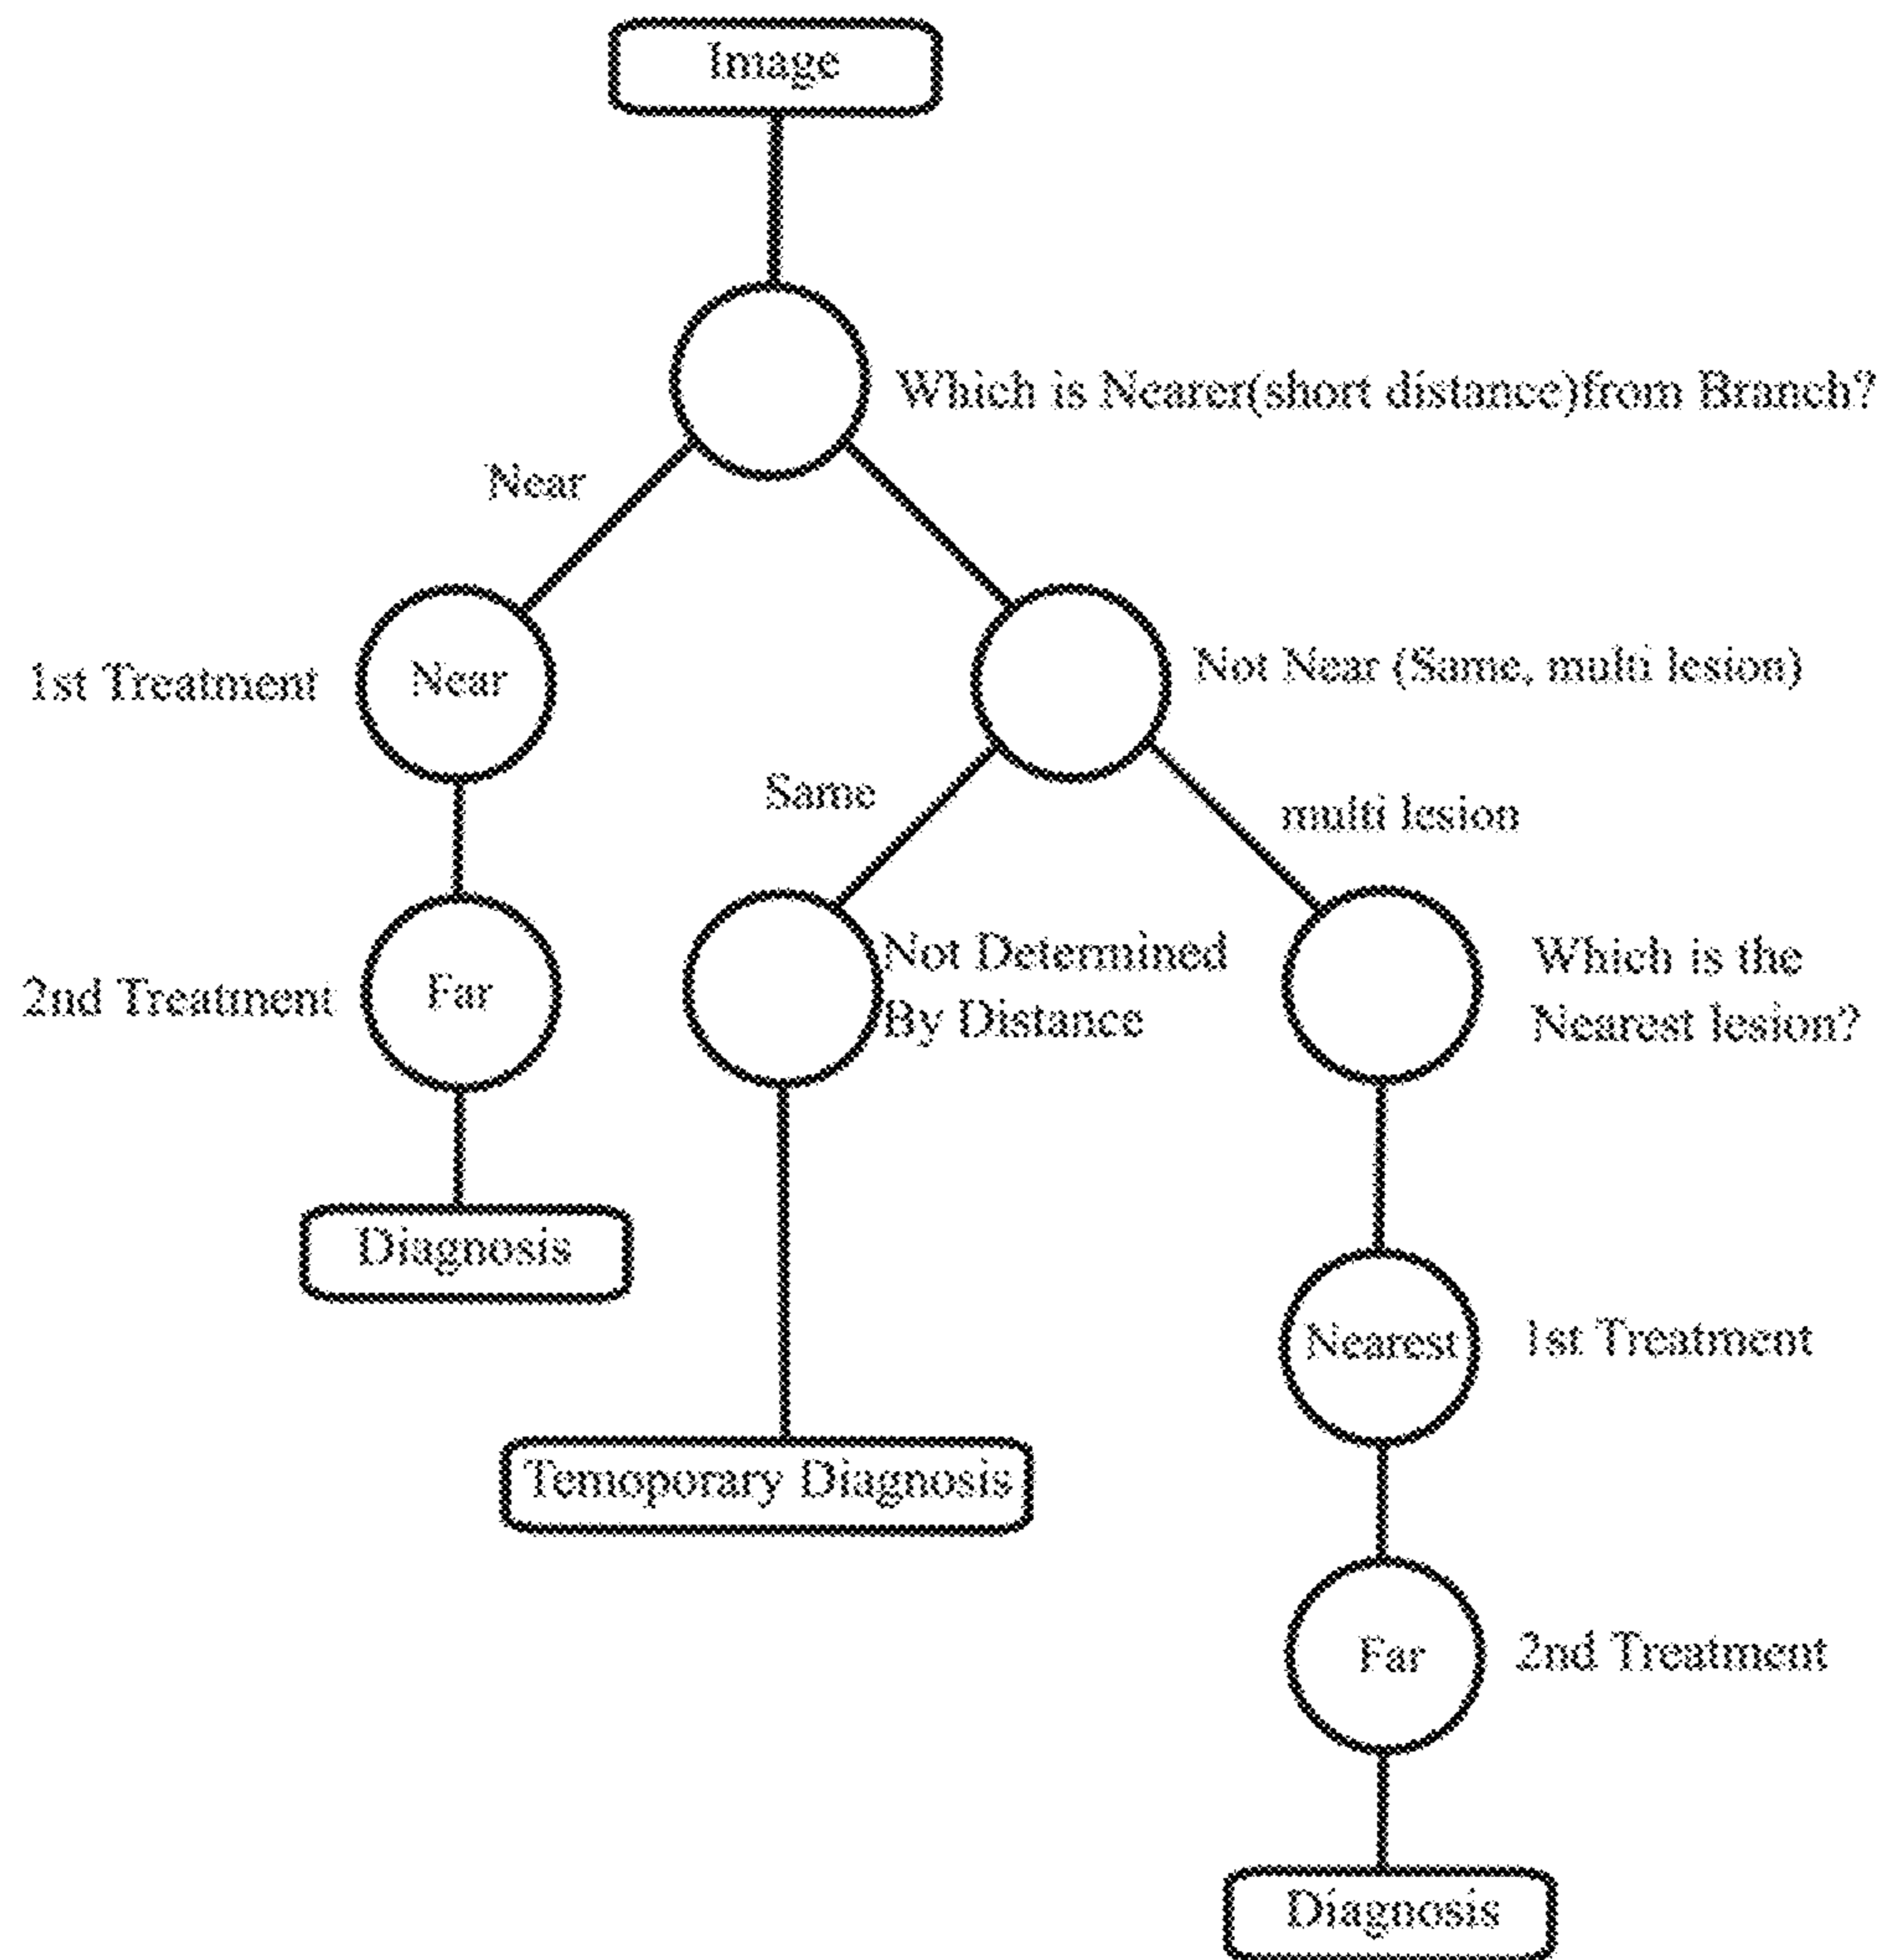 Image
Which is Nearer(short distance)from Branch?
Near
1st Treatment
Near
Not Near (Same, multi lesion)
Same
multi lesion
2nd Treatment
Far
Not Determined
By Distance
Which is the
Nearest lesion?
Diagnosis
Nearest
1st Treatment
Temoporary Diagnosis
Far
2nd Treatment
Diagnosis